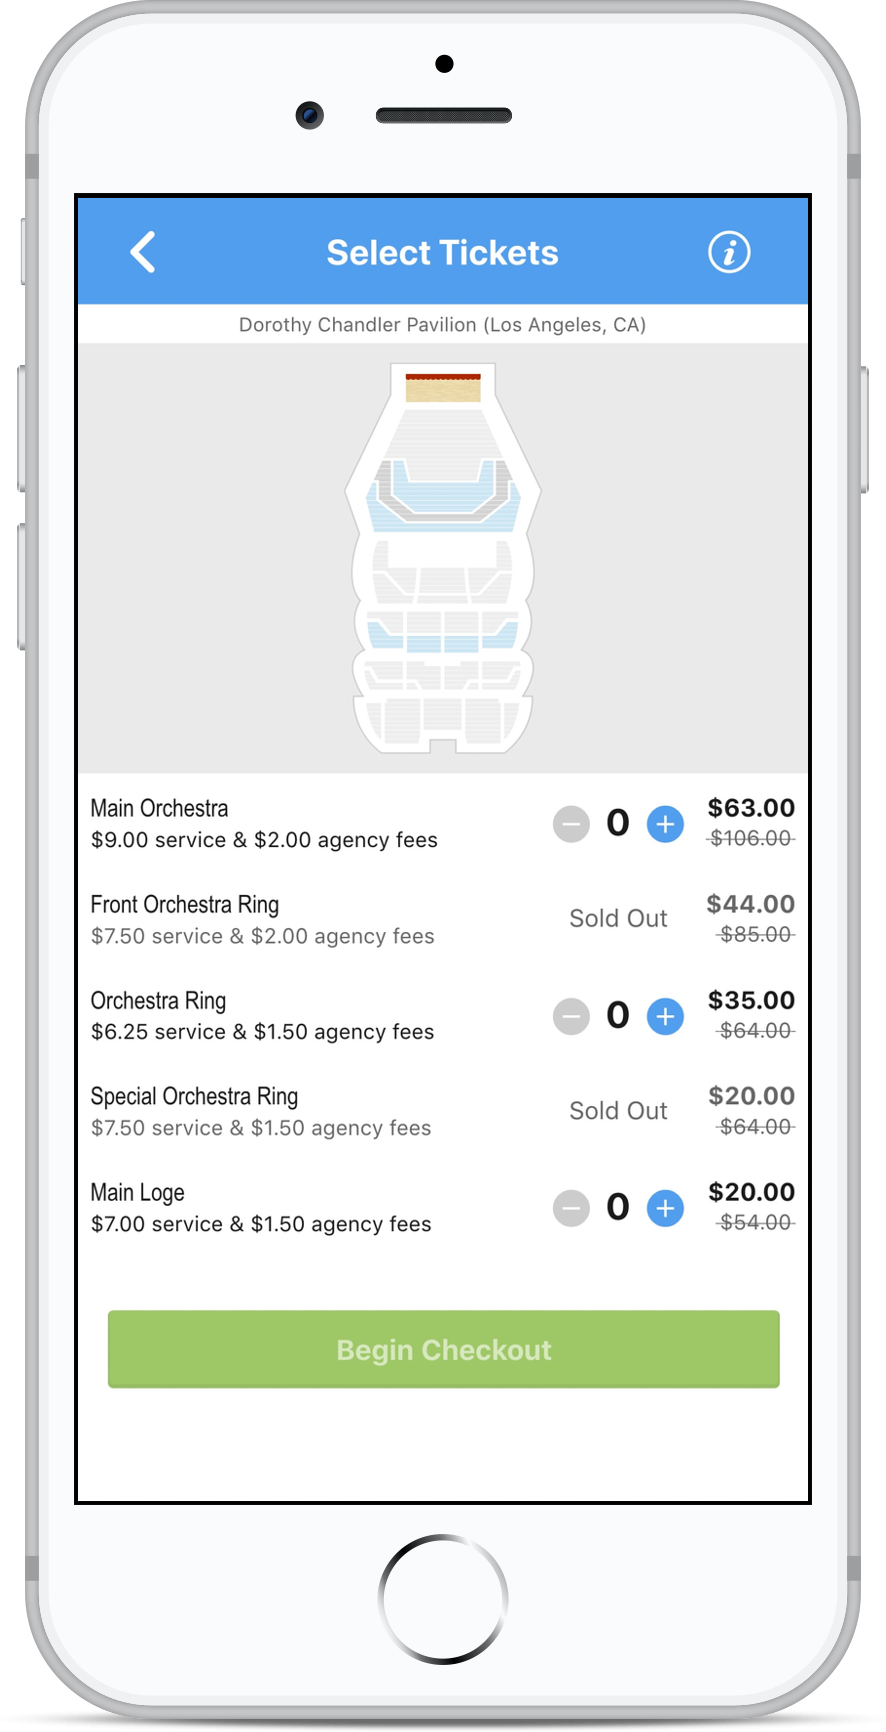 Select Tickets
Dorothy Chandler Pavilion (Los Angeles, CA)
Main Orchestra
$9.00 service & $2.00 agency fees
0
$63.00
$106.00
Front Orchestra Ring
$7.50 service & $2.00 agency fees
Sold Out
$44.00
$85.00
Orchestra Ring
$6.25 service & $1.50 agency fees
0
$35.00
$64.00
Special Orchestra Ring
$7.50 service & $1.50 agency fees
Sold Out
$20.00
$64.00
Main Loge
$7.00 service & $1.50 agency fees
0
$20.00
$54.00
Begin Checkout